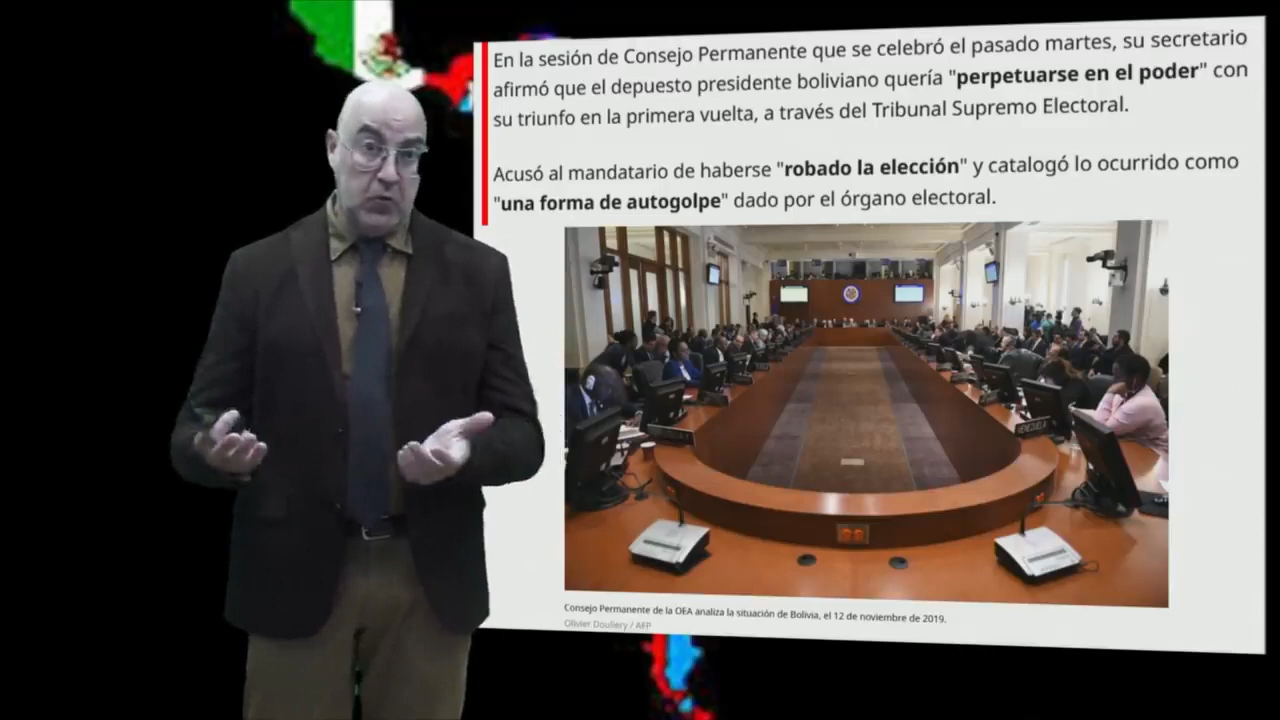 En la sesión de Consejo Permanente que se celebró el pasado martes, su secretario
afirmó que el depuesto presidente boliviano quería "perpetuarse en el poder" con
su triunfo en la primera vuelta, a través del Tribunal Supremo Electoral.
Acusó al mandatario de haberse "robado la elección" y catalogó lo ocurrido como
"una forma de autogolpe" dado por el órgano electoral.
VENEZUELA
Consejo Permanente de la OEA analiza la situación de Bolivia, el 12 de noviembre de 2019.
Olivier Douliery / AFP